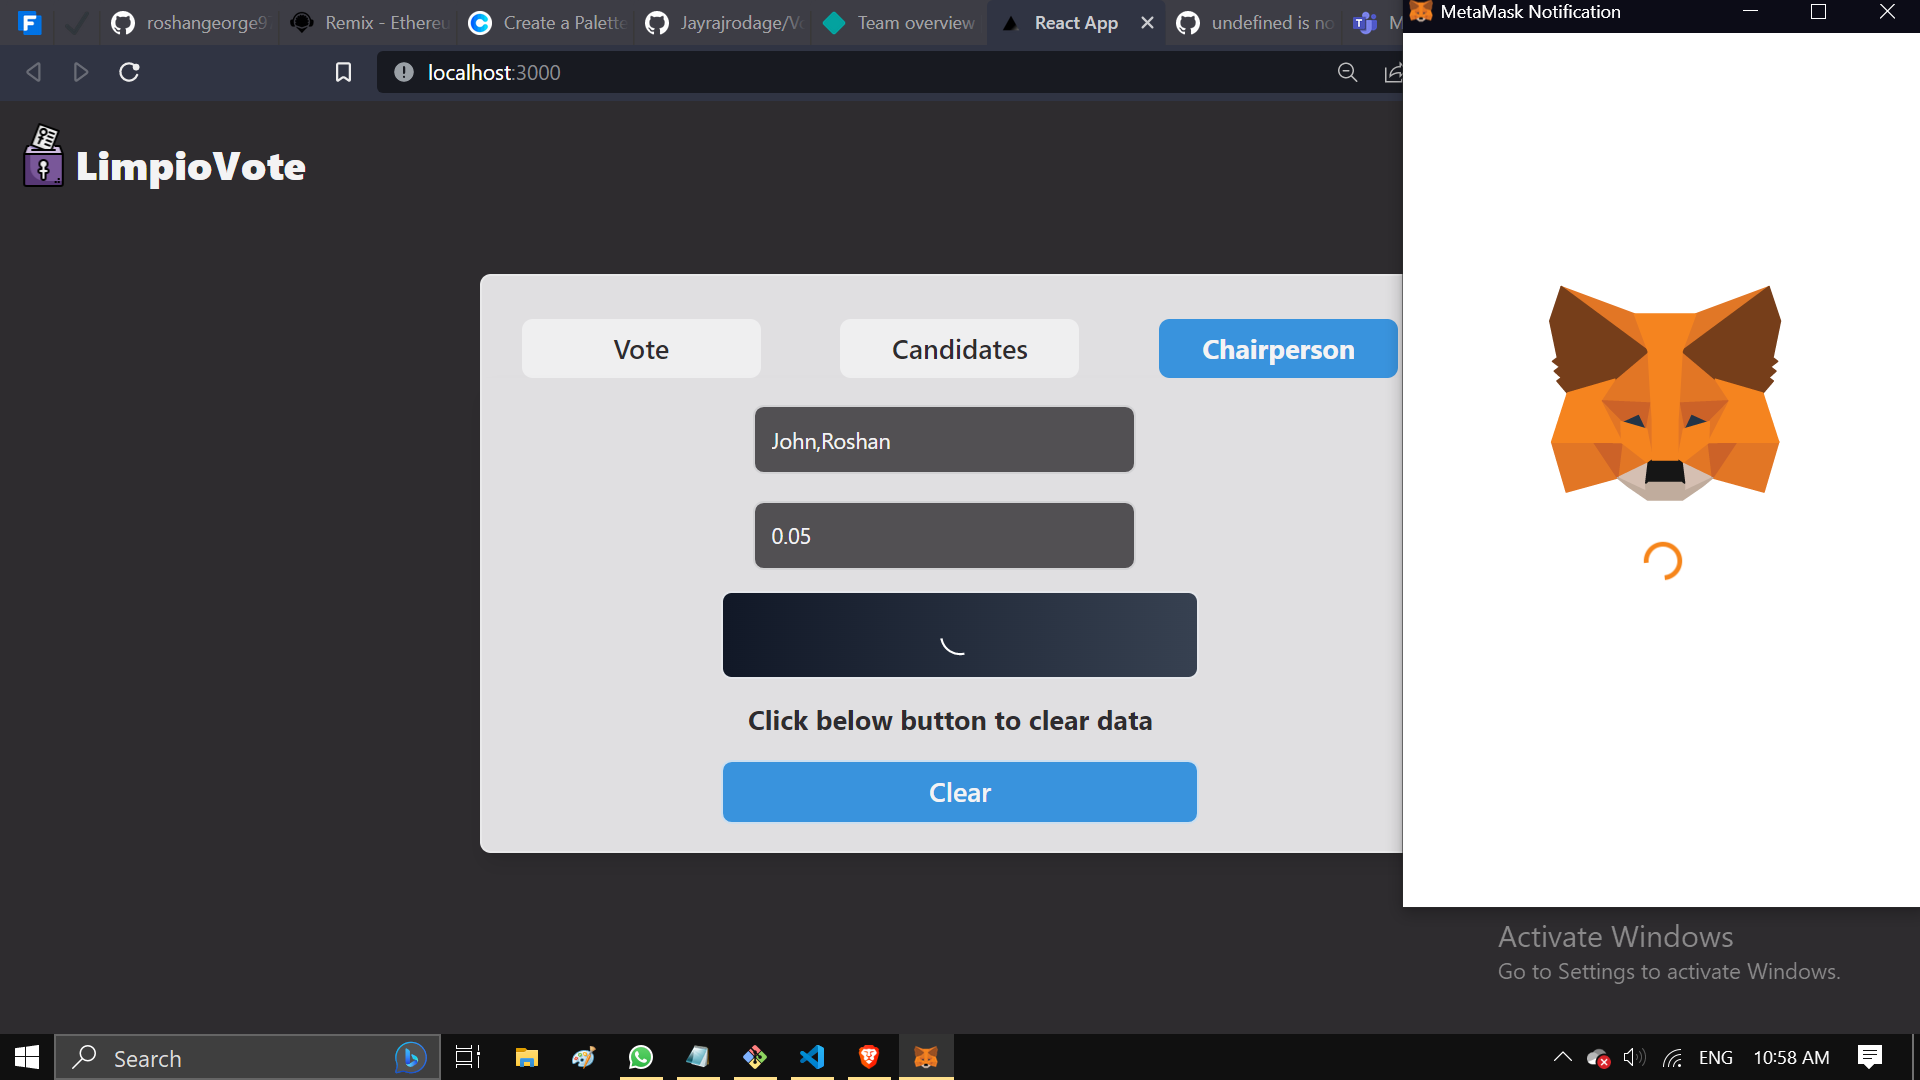 roshangeorge9
Remix - Ethereu
Create a Palette
Jayrajrodage/Vo
Team overview
React App
undefined is no
M
MetaMask Notification
localhost:3000
LimpioVote
Vote
Candidates
Chairperson
John,Roshan
0.05
Click below button to clear data
Clear
Activate Windows
Go to Settings to activate Windows.
Search
ENG
10:58 AM